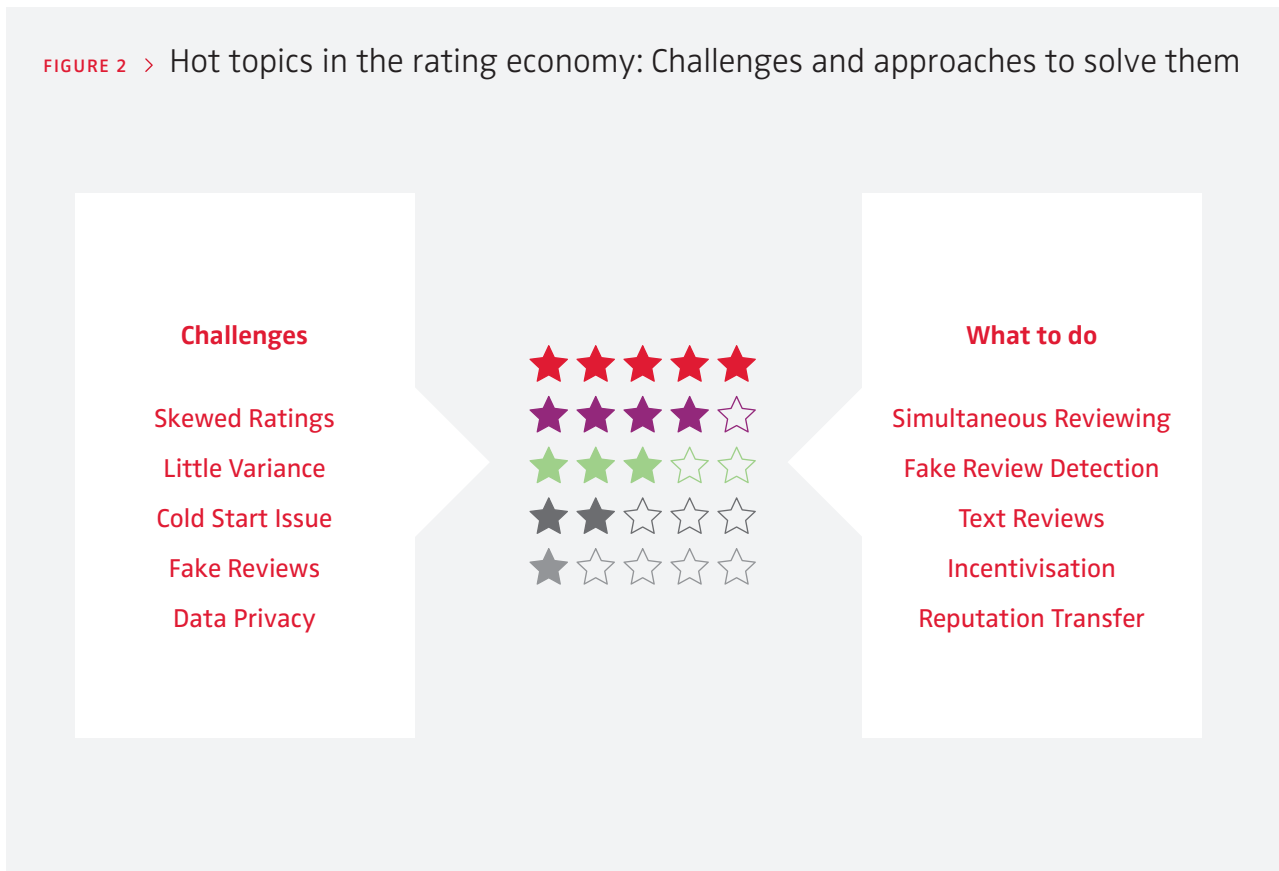 FIGURE 2 > Hot topics in the rating economy: Challenges and approaches to solve them
Challenges
Skewed Ratings
Little Variance
Cold Start Issue
Fake Reviews
Data Privacy
What to do
Simultaneous Reviewing
Fake Review Detection
Text Reviews
Incentivisation
Reputation Transfer